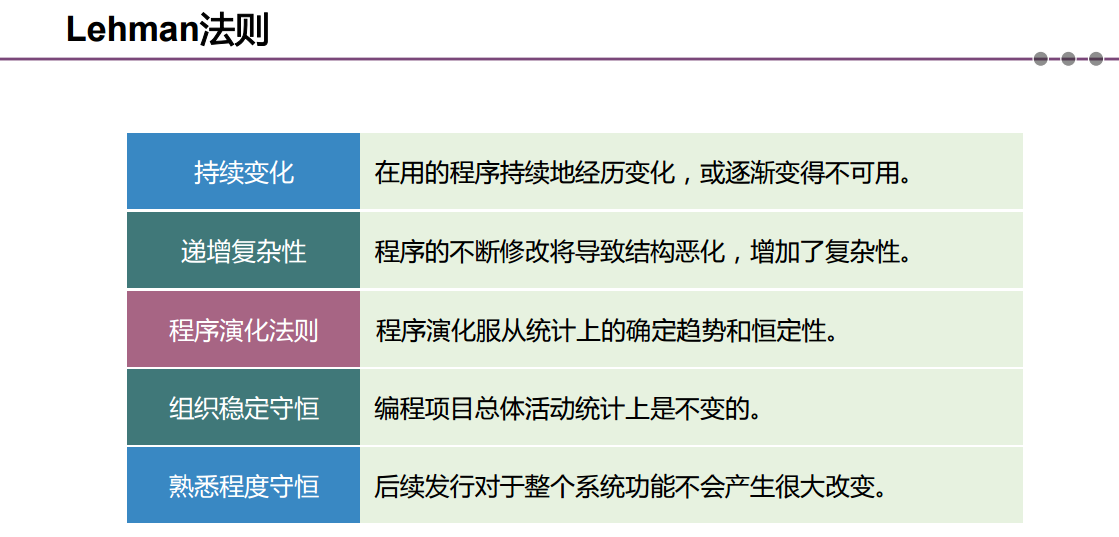 Lehman法则
持续变化
在用的程序持续地经历变化，或逐渐变得不可用。
递增复杂性
程序的不断修改将导致结构恶化，增加了复杂性。
程序演化法则
程序演化服从统计上的确定趋势和恒定性。
组织稳定守恒
编程项目总体活动统计上是不变的。
熟悉程度守恒
后续发行对于整个系统功能不会产生很大改变。